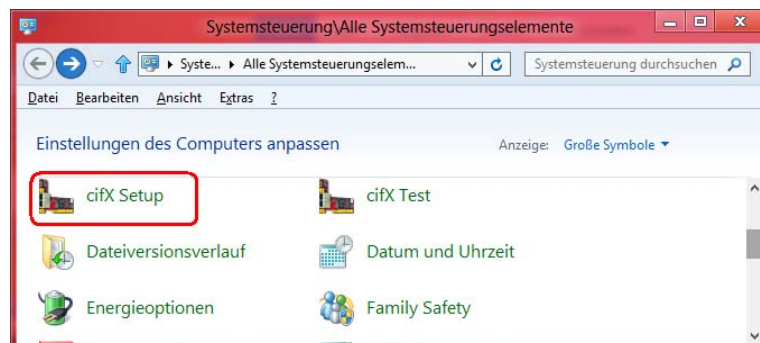 Systemsteuerung\Alle Systemsteuerungselemente
Syste... Alle Systemsteuerungselem... Systemsteuerung durchsuchen
Datei Bearbeiten Ansicht Extras ?
Einstellungen des Computers anpassen Anzeige: Große Symbole
cifX Setup cifX Test
Dateiversionsverlauf Datum und Uhrzeit
Energieoptionen Family Safety